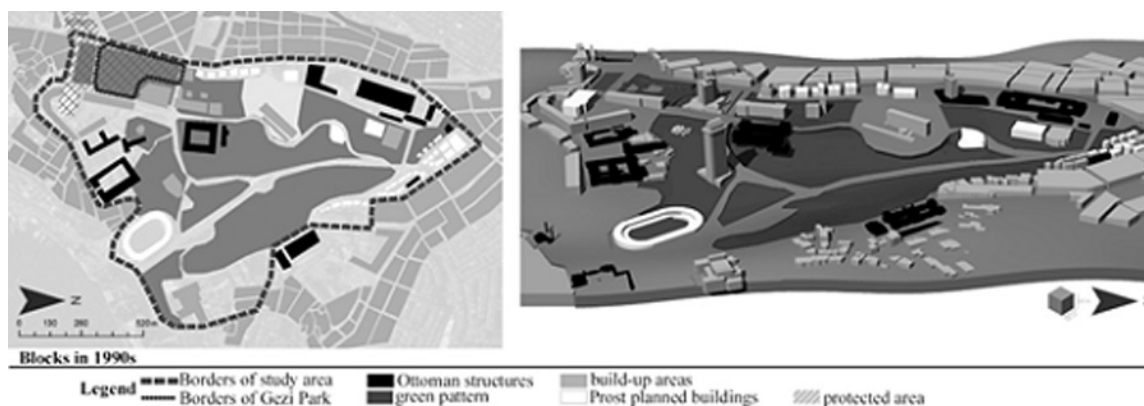 N
0 130 260 520 m
Blocks in 1990s
Legend
Borders of study area
Borders of Gezi Park
Ottoman structures
green pattern
build-up areas
Prost planned buildings
protected area